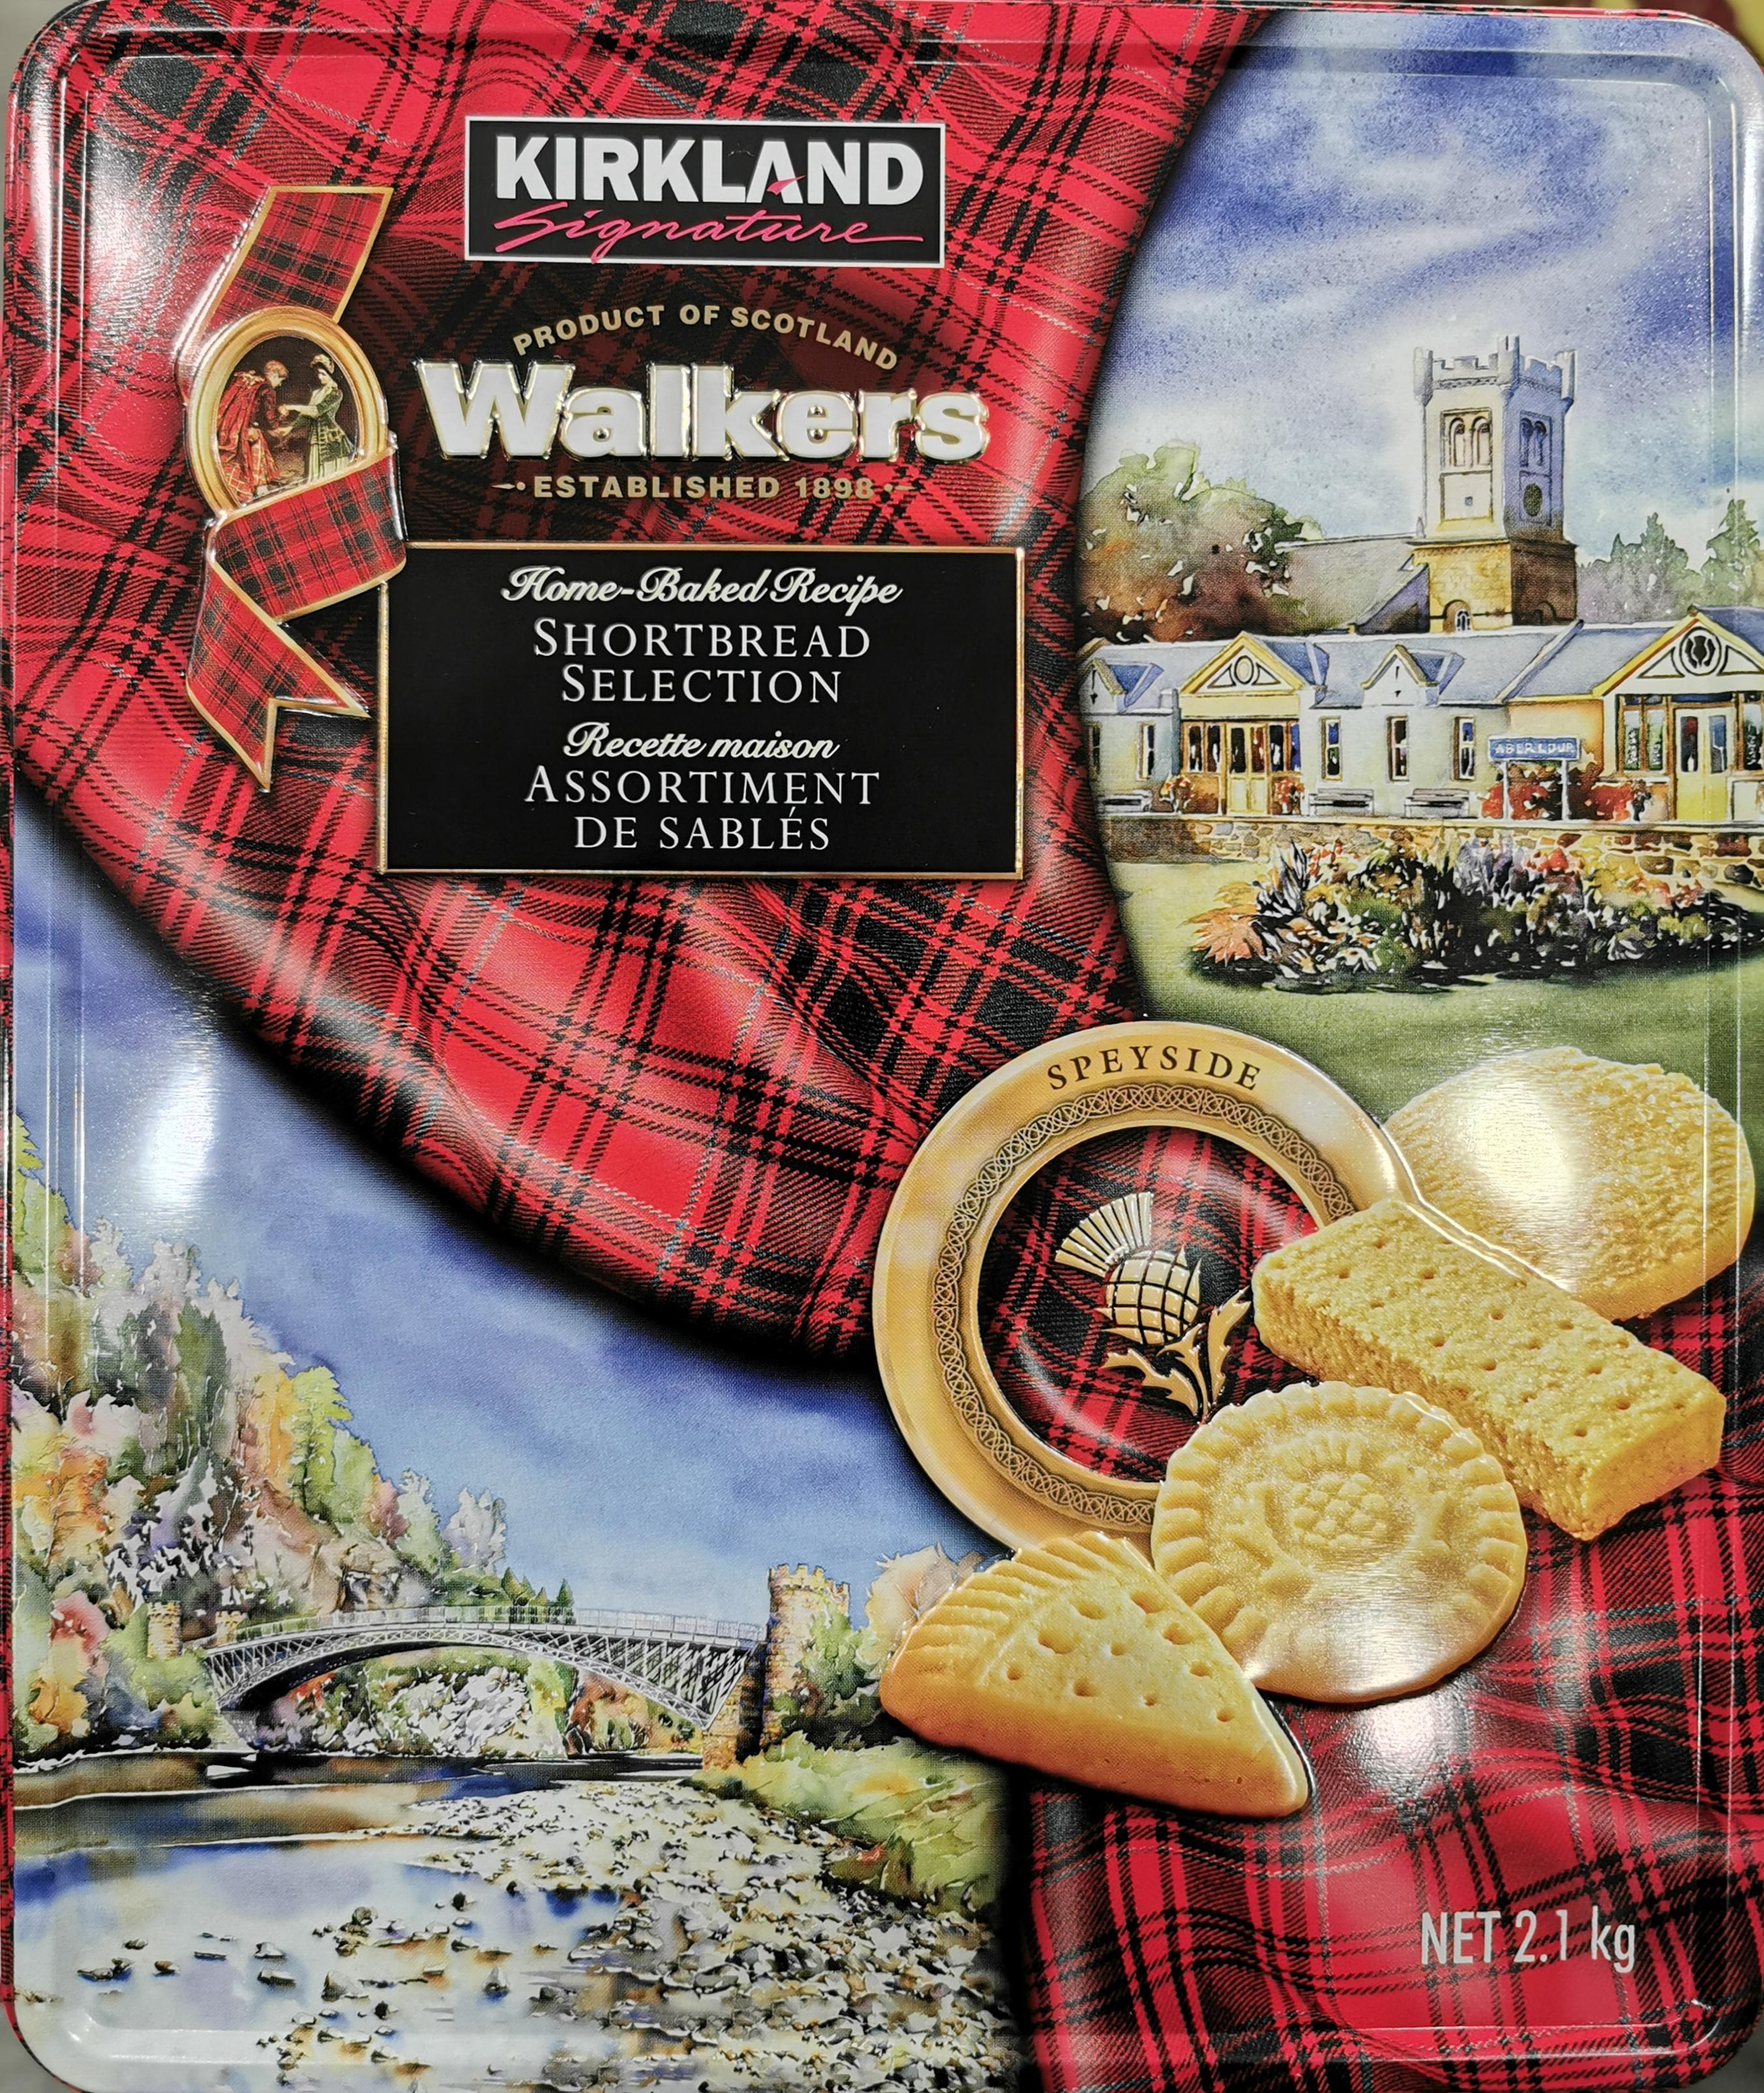 KIRKLAND
Signature
PRODUCT OF SCOTLAND
Walkers
ESTABLISHED 1898
Home-Baked Recipe
SHORTBREAD
SELECTION
Recette maison
ASSORTIMENT
DE SABLÉS
ABERLOUR
SPEYSIDE
NET 2.1 kg